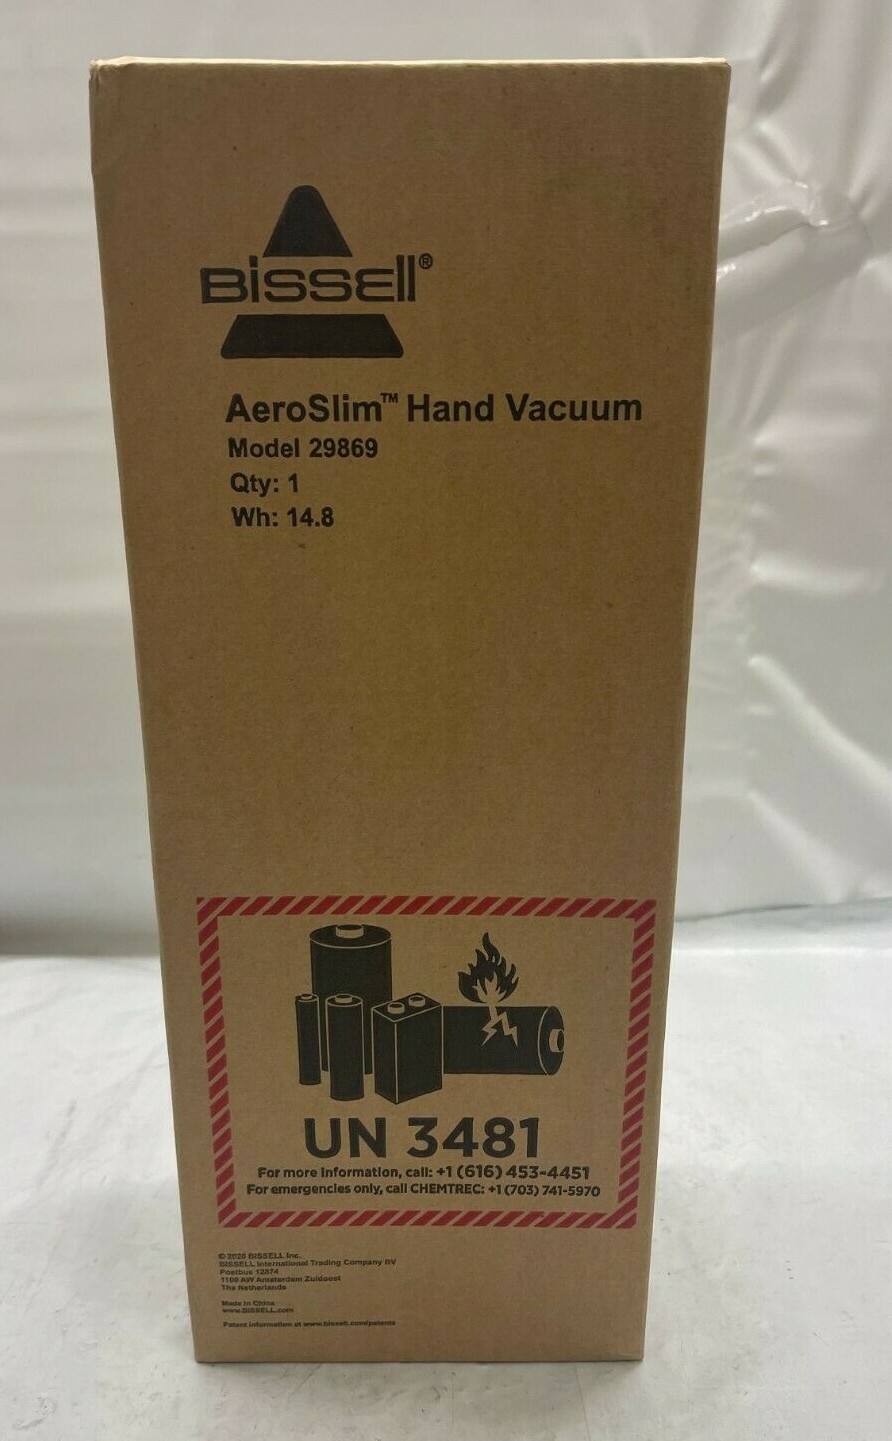 BISSELL®
AeroSlim™ Hand Vacuum
Model 29869
Qty: 1
Wh: 14.8
UN 3481
For more information, call: +1 (616) 453-4451
For emergencies only, call CHEMTREC: +1 (703) 741-5970
© 2020 BISSELL Inc.
BISSELL International Trading Company BV
Postbus 12874
1100 AW Amsterdam Zuidoost
The Netherlands
Made in China
www.BISSELL.com
Patent information at www.bissell.com/patents